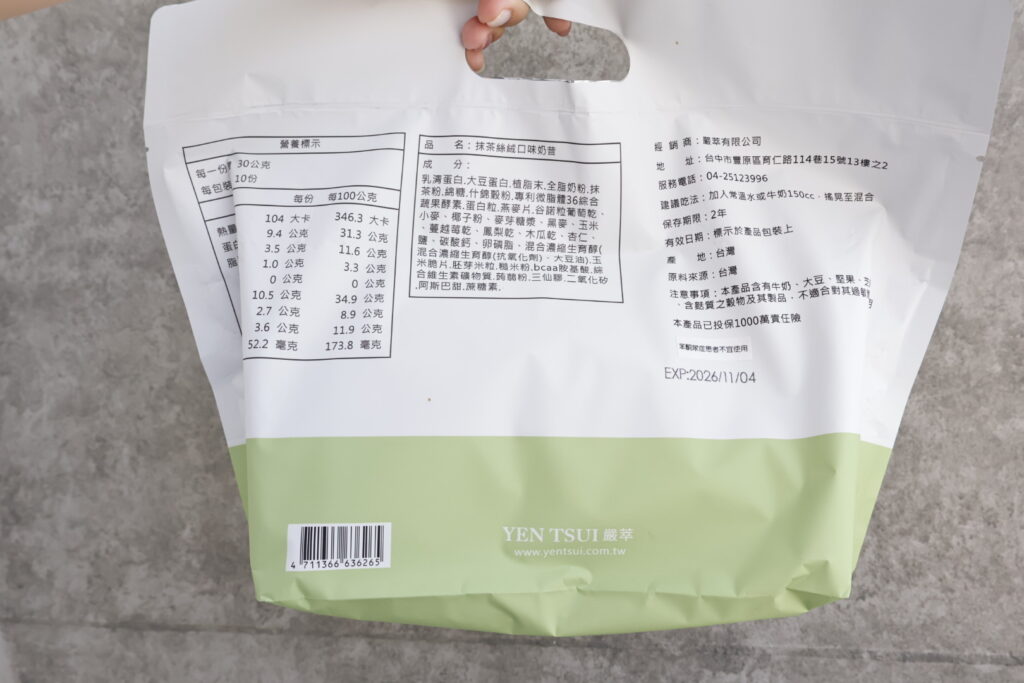 營養標示
每一份 30公克
每包裝 10份
每份 每100公克
熱量 104 大卡 346.3 大卡
蛋白 9.4 公克 31.3 公克
脂 3.5 公克 11.6 公克
1.0 公克 3.3 公克
0 公克 0 公克
10.5 公克 34.9 公克
2.7 公克 8.9 公克
3.6 公克 11.9 公克
52.2 毫克 173.8 毫克
品 名：抹茶絲絨口味奶昔
成 分：
乳清蛋白,大豆蛋白,植脂末,全脂奶粉,抹
茶粉,綿糖,什錦穀粉,專利微脂體36綜合
蔬果酵素,蛋白粒,燕麥片,谷諾粒葡萄乾、
小麥、椰子粉、麥芽糖漿、黑麥、玉米
、蔓越莓乾、鳳梨乾、木瓜乾、杏仁、
鹽、碳酸鈣、卵磷脂、混合濃縮生育醇(
混合濃縮生育醇(抗氧化劑)、大豆油),玉
米脆片,胚芽米粒,糙米粉,bcaa胺基酸,綜
合維生素礦物質,蒟蒻粉,三仙膠,二氧化矽
,阿斯巴甜,蔗糖素.
經 銷 商：嚴萃有限公司
地 址：台中市豐原區育仁路114巷15號13樓之2
服務電話：04-25123996
建議吃法：加入常溫水或牛奶150cc，搖晃至混合
保存期限：2年
有效日期：標示於產品包裝上
產 地：台灣
原料來源：台灣
注意事項：本產品含有牛奶、大豆、堅果、芝
、含麩質之穀物及其製品，不適合對其過敏
本產品已投保1000萬責任險
苯酮尿症患者不宜使用
EXP:2026/11/04
YEN TSUI 嚴萃
www.yentsui.com.tw
4 711366 636265